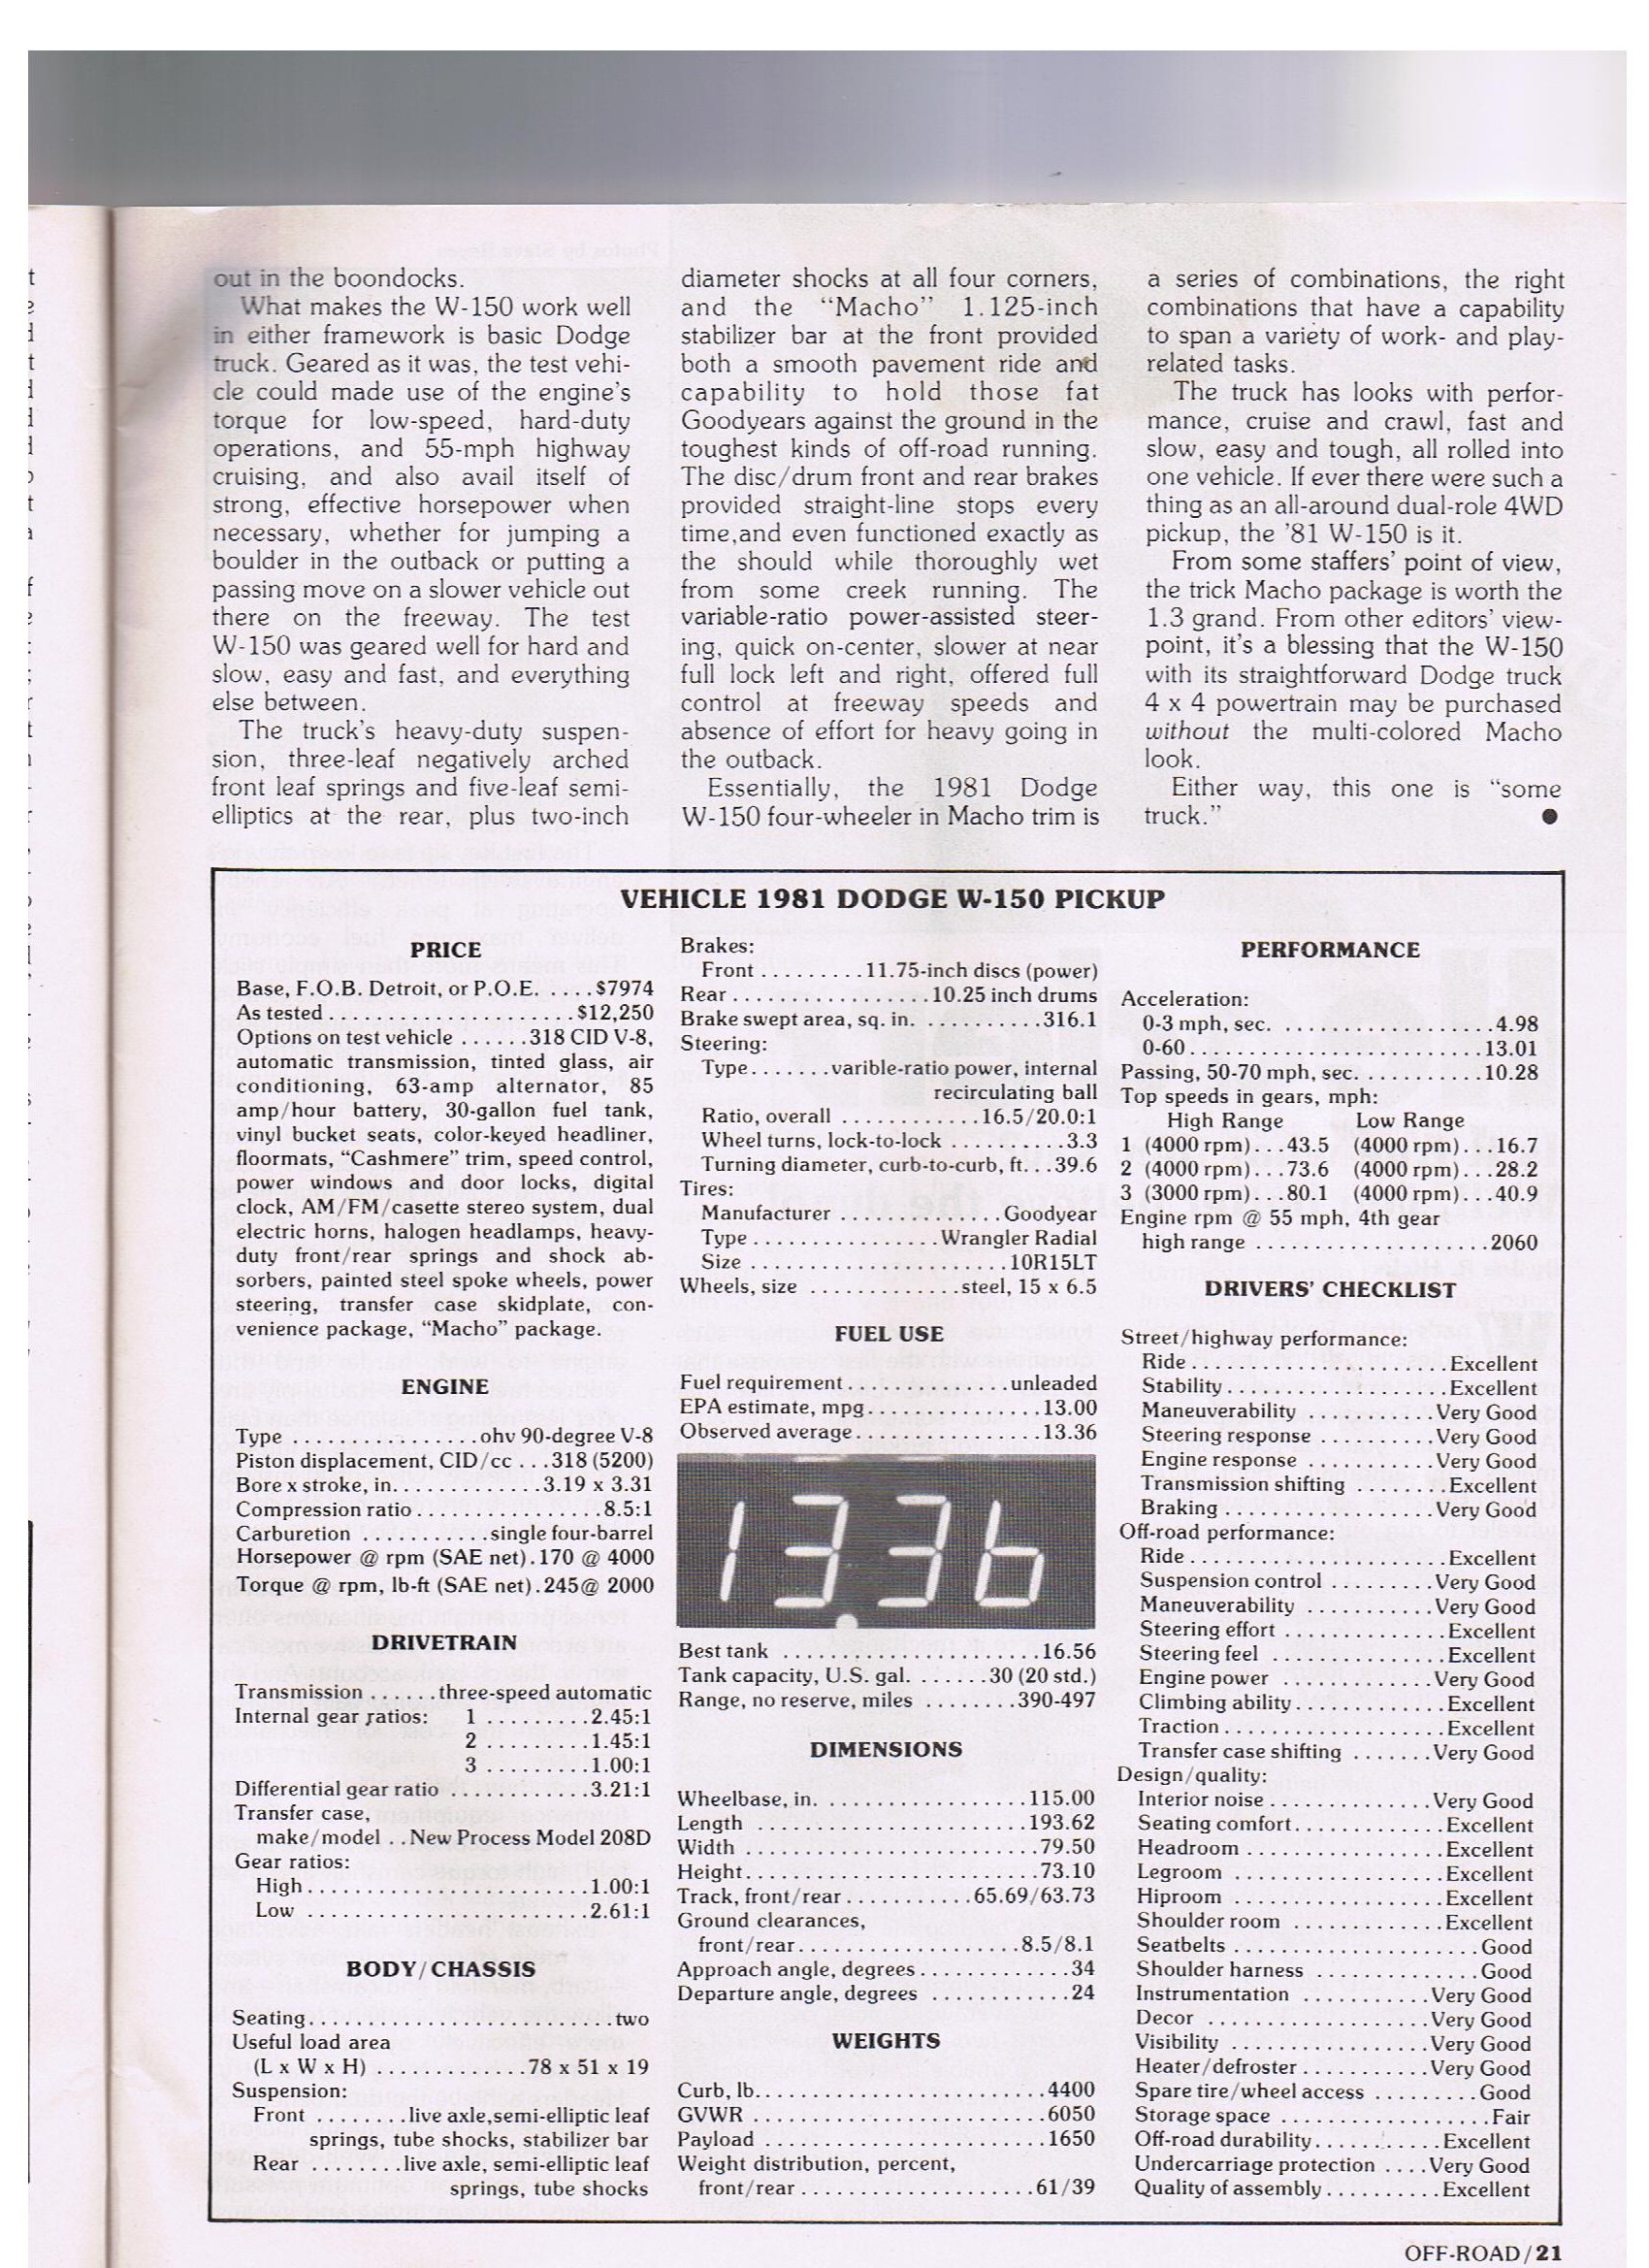 out in the boondocks.
What makes the W-150 work well
in either framework is basic Dodge
truck. Geared as it was, the test vehi-
cle could made use of the engine's
torque for low-speed, hard-duty
operations, and 55-mph highway
cruising, and also avail itself of
strong, effective horsepower when
necessary, whether for jumping a
boulder in the outback or putting a
passing move on a slower vehicle out
there on the freeway. The test
W-150 was geared well for hard and
slow, easy and fast, and everything
else between.
The truck's heavy-duty suspen-
sion, three-leaf negatively arched
front leaf springs and five-leaf semi-
elliptics at the rear, plus two-inch
diameter shocks at all four corners,
and the “Macho” 1.125-inch
stabilizer bar at the front provided
both a smooth pavement ride and
capability to hold those fat
Goodyears against the ground in the
toughest kinds of off-road running.
The disc/drum front and rear brakes
provided straight-line stops every
time,and even functioned exactly as
the should while thoroughly wet
from some creek running. The
variable-ratio power-assisted steer-
ing, quick on-center, slower at near
full lock left and right, offered full
control at freeway speeds and
absence of effort for heavy going in
the outback.
Essentially, the 1981 Dodge
W-150 four-wheeler in Macho trim is
a series of combinations, the right
combinations that have a capability
to span a variety of work- and play-
related tasks.
The truck has looks with perfor-
mance, cruise and crawl, fast and
slow, easy and tough, all rolled into
one vehicle. If ever there were such a
thing as an all-around dual-role 4WD
pickup, the '81 W-150 is it.
From some staffers' point of view,
the trick Macho package is worth the
1.3 grand. From other editors' view-
point, it's a blessing that the W-150
with its straightforward Dodge truck
4 x 4 powertrain may be purchased
without the multi-colored Macho
look.
Either way, this one is “some
truck.”
VEHICLE 1981 DODGE W-150 PICKUP
PRICE
Base, F.O.B. Detroit, or P.O.E. .....$7974
As tested......................$12,250
Options on test vehicle ......318 CID V-8,
automatic transmission, tinted glass, air
conditioning, 63-amp alternator, 85
amp/hour battery, 30-gallon fuel tank,
vinyl bucket seats, color-keyed headliner,
floormats, “Cashmere” trim, speed control,
power windows and door locks, digital
clock, AM/FM/casette stereo system, dual
electric horns, halogen headlamps, heavy-
duty front/rear springs and shock ab-
sorbers, painted steel spoke wheels, power
steering, transfer case skidplate, con-
venience package, “Macho” package.
ENGINE
Type ................ohv 90-degree V-8
Piston displacement, CID/cc ...318 (5200)
Bore x stroke, in.............3.19 x 3.31
Compression ratio................8.5:1
Carburetion ..........single four-barrel
Horsepower @ rpm (SAE net).170 @ 4000
Torque @ rpm, lb-ft (SAE net).245@ 2000
DRIVETRAIN
Transmission ......three-speed automatic
Internal gear ratios: 1 .........2.45:1
2 .........1.45:1
3 .........1.00:1
Differential gear ratio ............3.21:1
Transfer case,
make/model ..New Process Model 208D
Gear ratios:
High........................1.00:1
Low ........................2.61:1
BODY/CHASSIS
Seating..........................two
Useful load area
(L x W x H) .............78 x 51 x 19
Suspension:
Front ........live axle,semi-elliptic leaf
springs, tube shocks, stabilizer bar
Rear ........live axle, semi-elliptic leaf
springs, tube shocks
Brakes:
Front .........11.75-inch discs (power)
Rear.................10.25 inch drums
Brake swept area, sq. in. ..........316.1
Steering:
Type.......varible-ratio power, internal
recirculating ball
Ratio, overall ............16.5/20.0:1
Wheel turns, lock-to-lock ..........3.3
Turning diameter, curb-to-curb, ft...39.6
Tires:
Manufacturer ..............Goodyear
Type................Wrangler Radial
Size ......................10R15LT
Wheels, size .............steel, 15 x 6.5
FUEL USE
Fuel requirement..............unleaded
EPA estimate, mpg...............13.00
Observed average................13.36
13.36
Best tank ......................16.56
Tank capacity, U.S. gal. ......30 (20 std.)
Range, no reserve, miles ........390-497
DIMENSIONS
Wheelbase, in. ..................115.00
Length .......................193.62
Width .........................79.50
Height.........................73.10
Track, front/rear...........65.69/63.73
Ground clearances,
front/rear...................8.5/8.1
Approach angle, degrees.............34
Departure angle, degrees ............24
WEIGHTS
Curb, lb.........................4400
GVWR .........................6050
Payload ........................1650
Weight distribution, percent,
front/rear....................61/39
PERFORMANCE
Acceleration:
0-3 mph, sec. ..................4.98
0-60.........................13.01
Passing, 50-70 mph, sec............10.28
Top speeds in gears, mph:
High Range Low Range
1 (4000 rpm)...43.5 (4000 rpm)...16.7
2 (4000 rpm)...73.6 (4000 rpm)...28.2
3 (3000 rpm)...80.1 (4000 rpm)...40.9
Engine rpm @ 55 mph, 4th gear
high range ....................2060
DRIVERS' CHECKLIST
Street/highway performance:
Ride......................Excellent
Stability...................Excellent
Maneuverability ...........Very Good
Steering response ..........Very Good
Engine response ...........Very Good
Transmission shifting ........Excellent
Braking..................Very Good
Off-road performance:
Ride......................Excellent
Suspension control .........Very Good
Maneuverability ...........Very Good
Steering effort ..............Excellent
Steering feel ...............Excellent
Engine power .............Very Good
Climbing ability.............Excellent
Traction...................Excellent
Transfer case shifting .......Very Good
Design/quality:
Interior noise..............Very Good
Seating comfort.............Excellent
Headroom .................Excellent
Legroom ...................Excellent
Hiproom ..................Excellent
Shoulder room .............Excellent
Seatbelts .....................Good
Shoulder harness ..............Good
Instrumentation ...........Very Good
Decor ...................Very Good
Visibility .................Very Good
Heater/defroster...........Very Good
Spare tire/wheel access .........Good
Storage space ..................Fair
Off-road durability...........Excellent
Undercarriage protection ....Very Good
Quality of assembly..........Excellent
OFF-ROAD/21